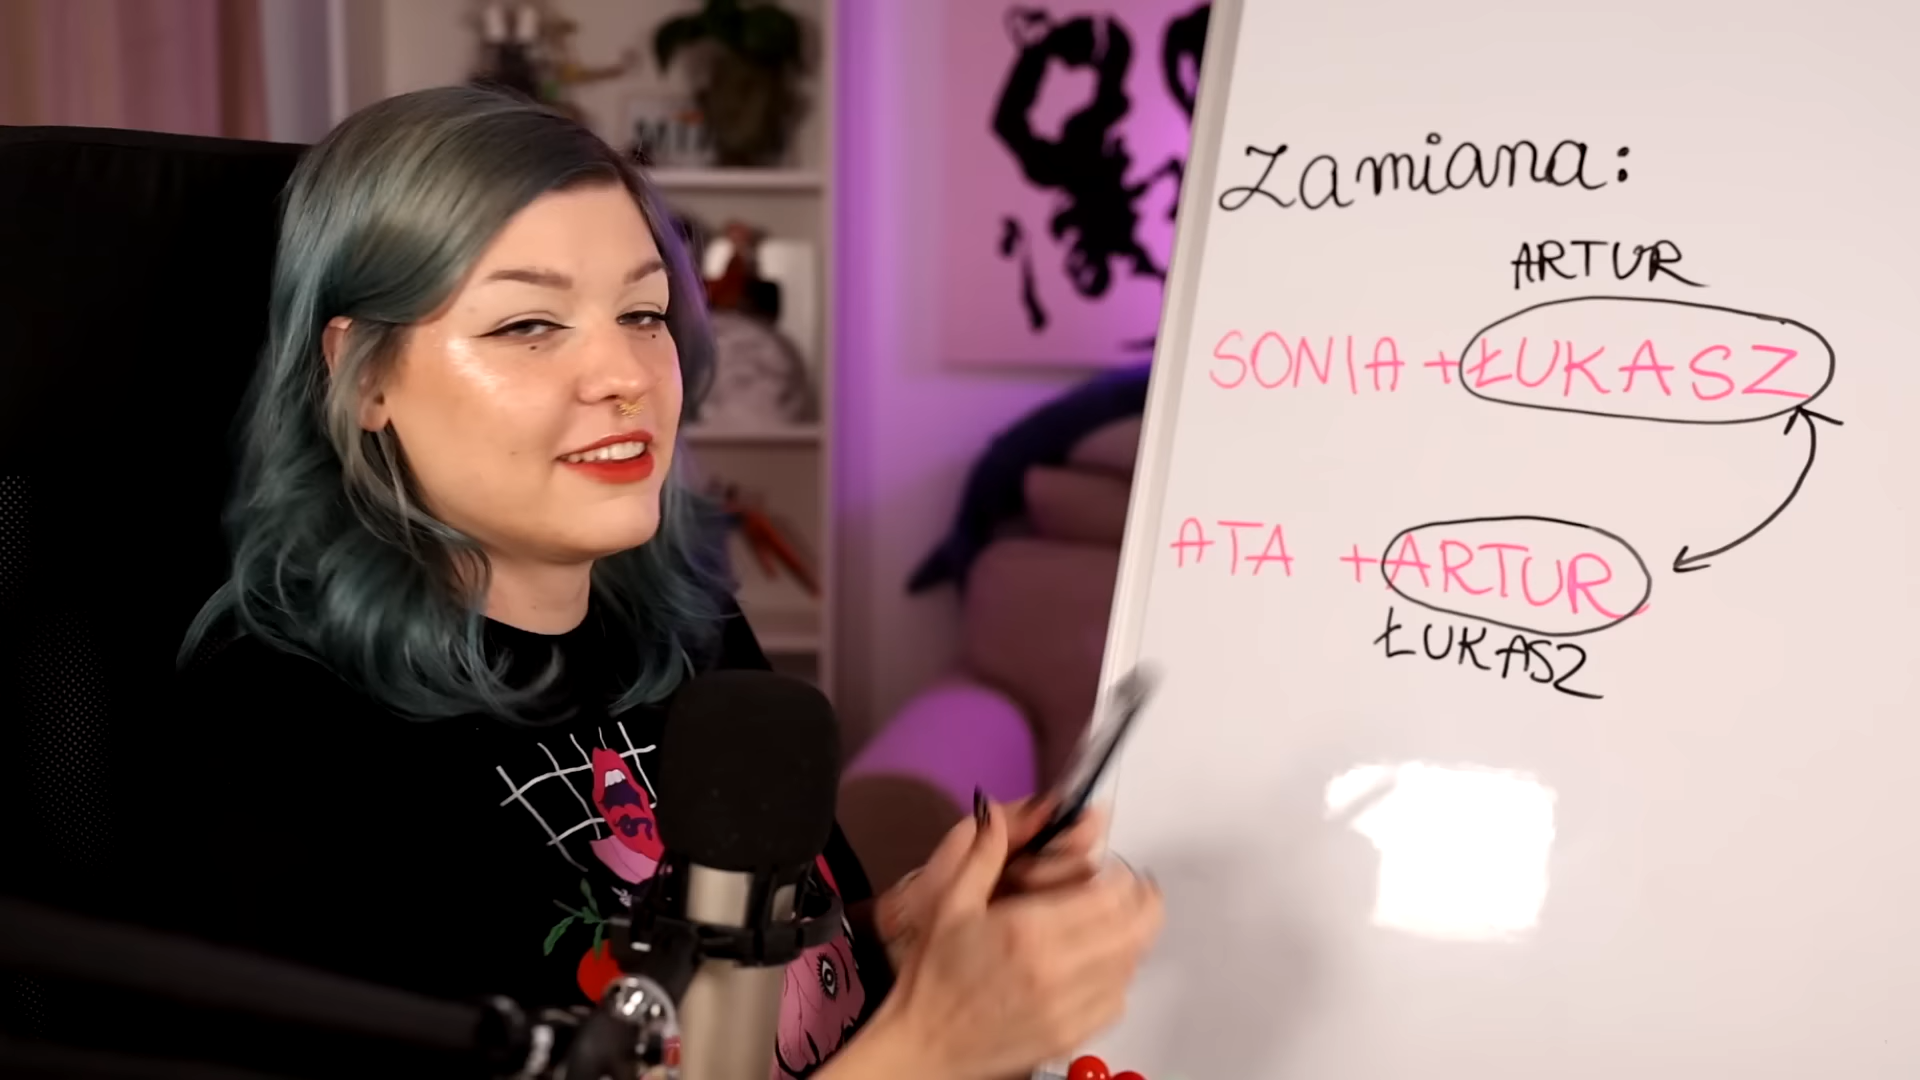 Zamiana:
ARTUR
SONIA + ŁUKASZ
ATA + ARTUR
ŁUKASZ